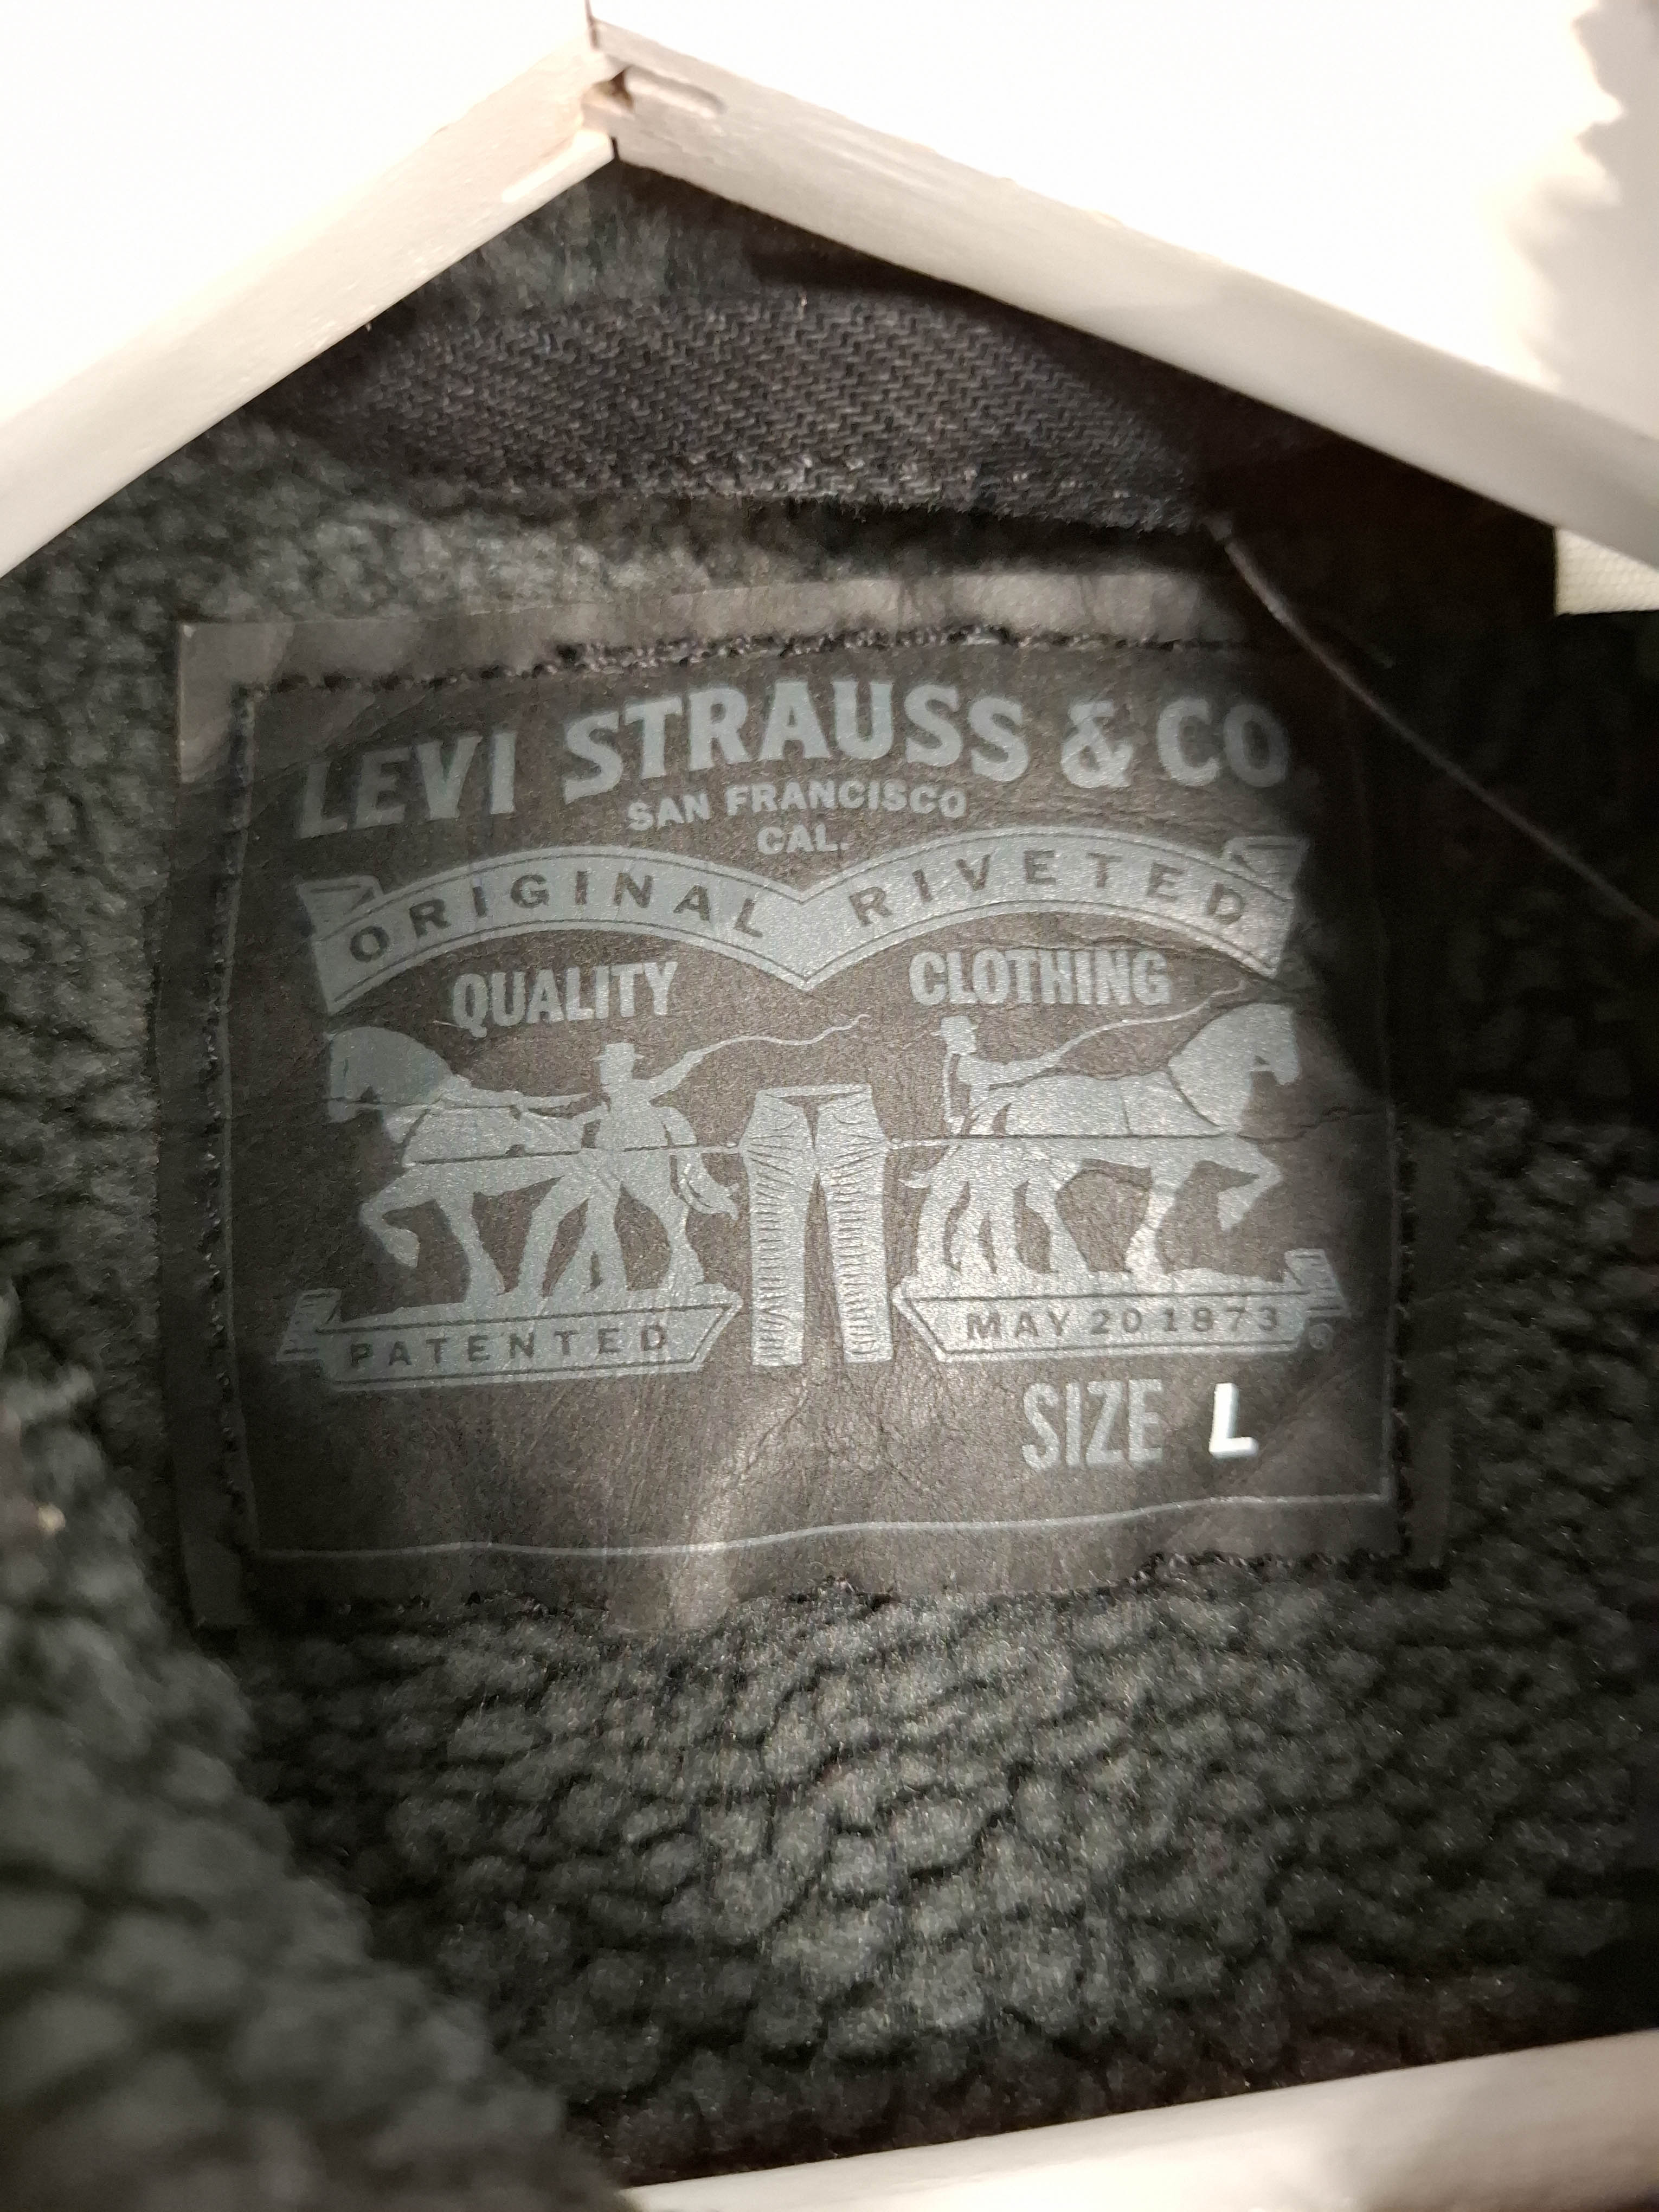 LEVI STRAUSS & CO.
SAN FRANCISCO
CAL.
ORIGINAL RIVETED
QUALITY CLOTHING
PATENTED MAY 20 1873
SIZE L